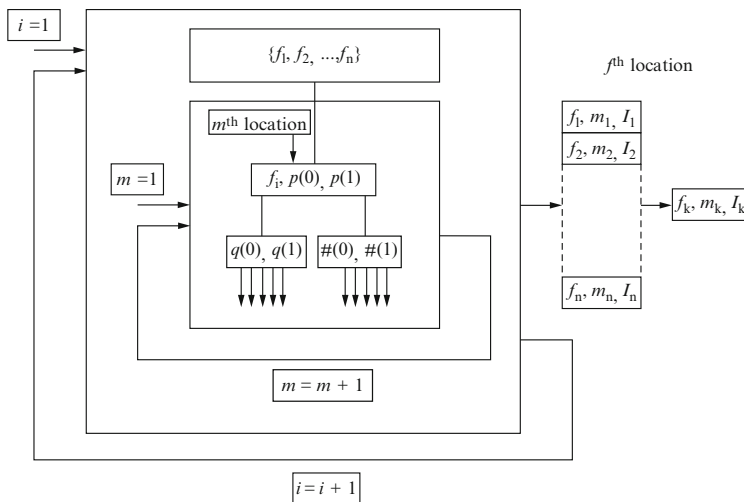 i =1
{f1, f2, ...,fn}
fth location
mth location
f1, m1, I1
f2, m2, I2
m =1
fi, p(0), p(1)
fk, mk, Ik
q(0), q(1)
#(0), #(1)
fn, mn, In
m = m + 1
i = i + 1